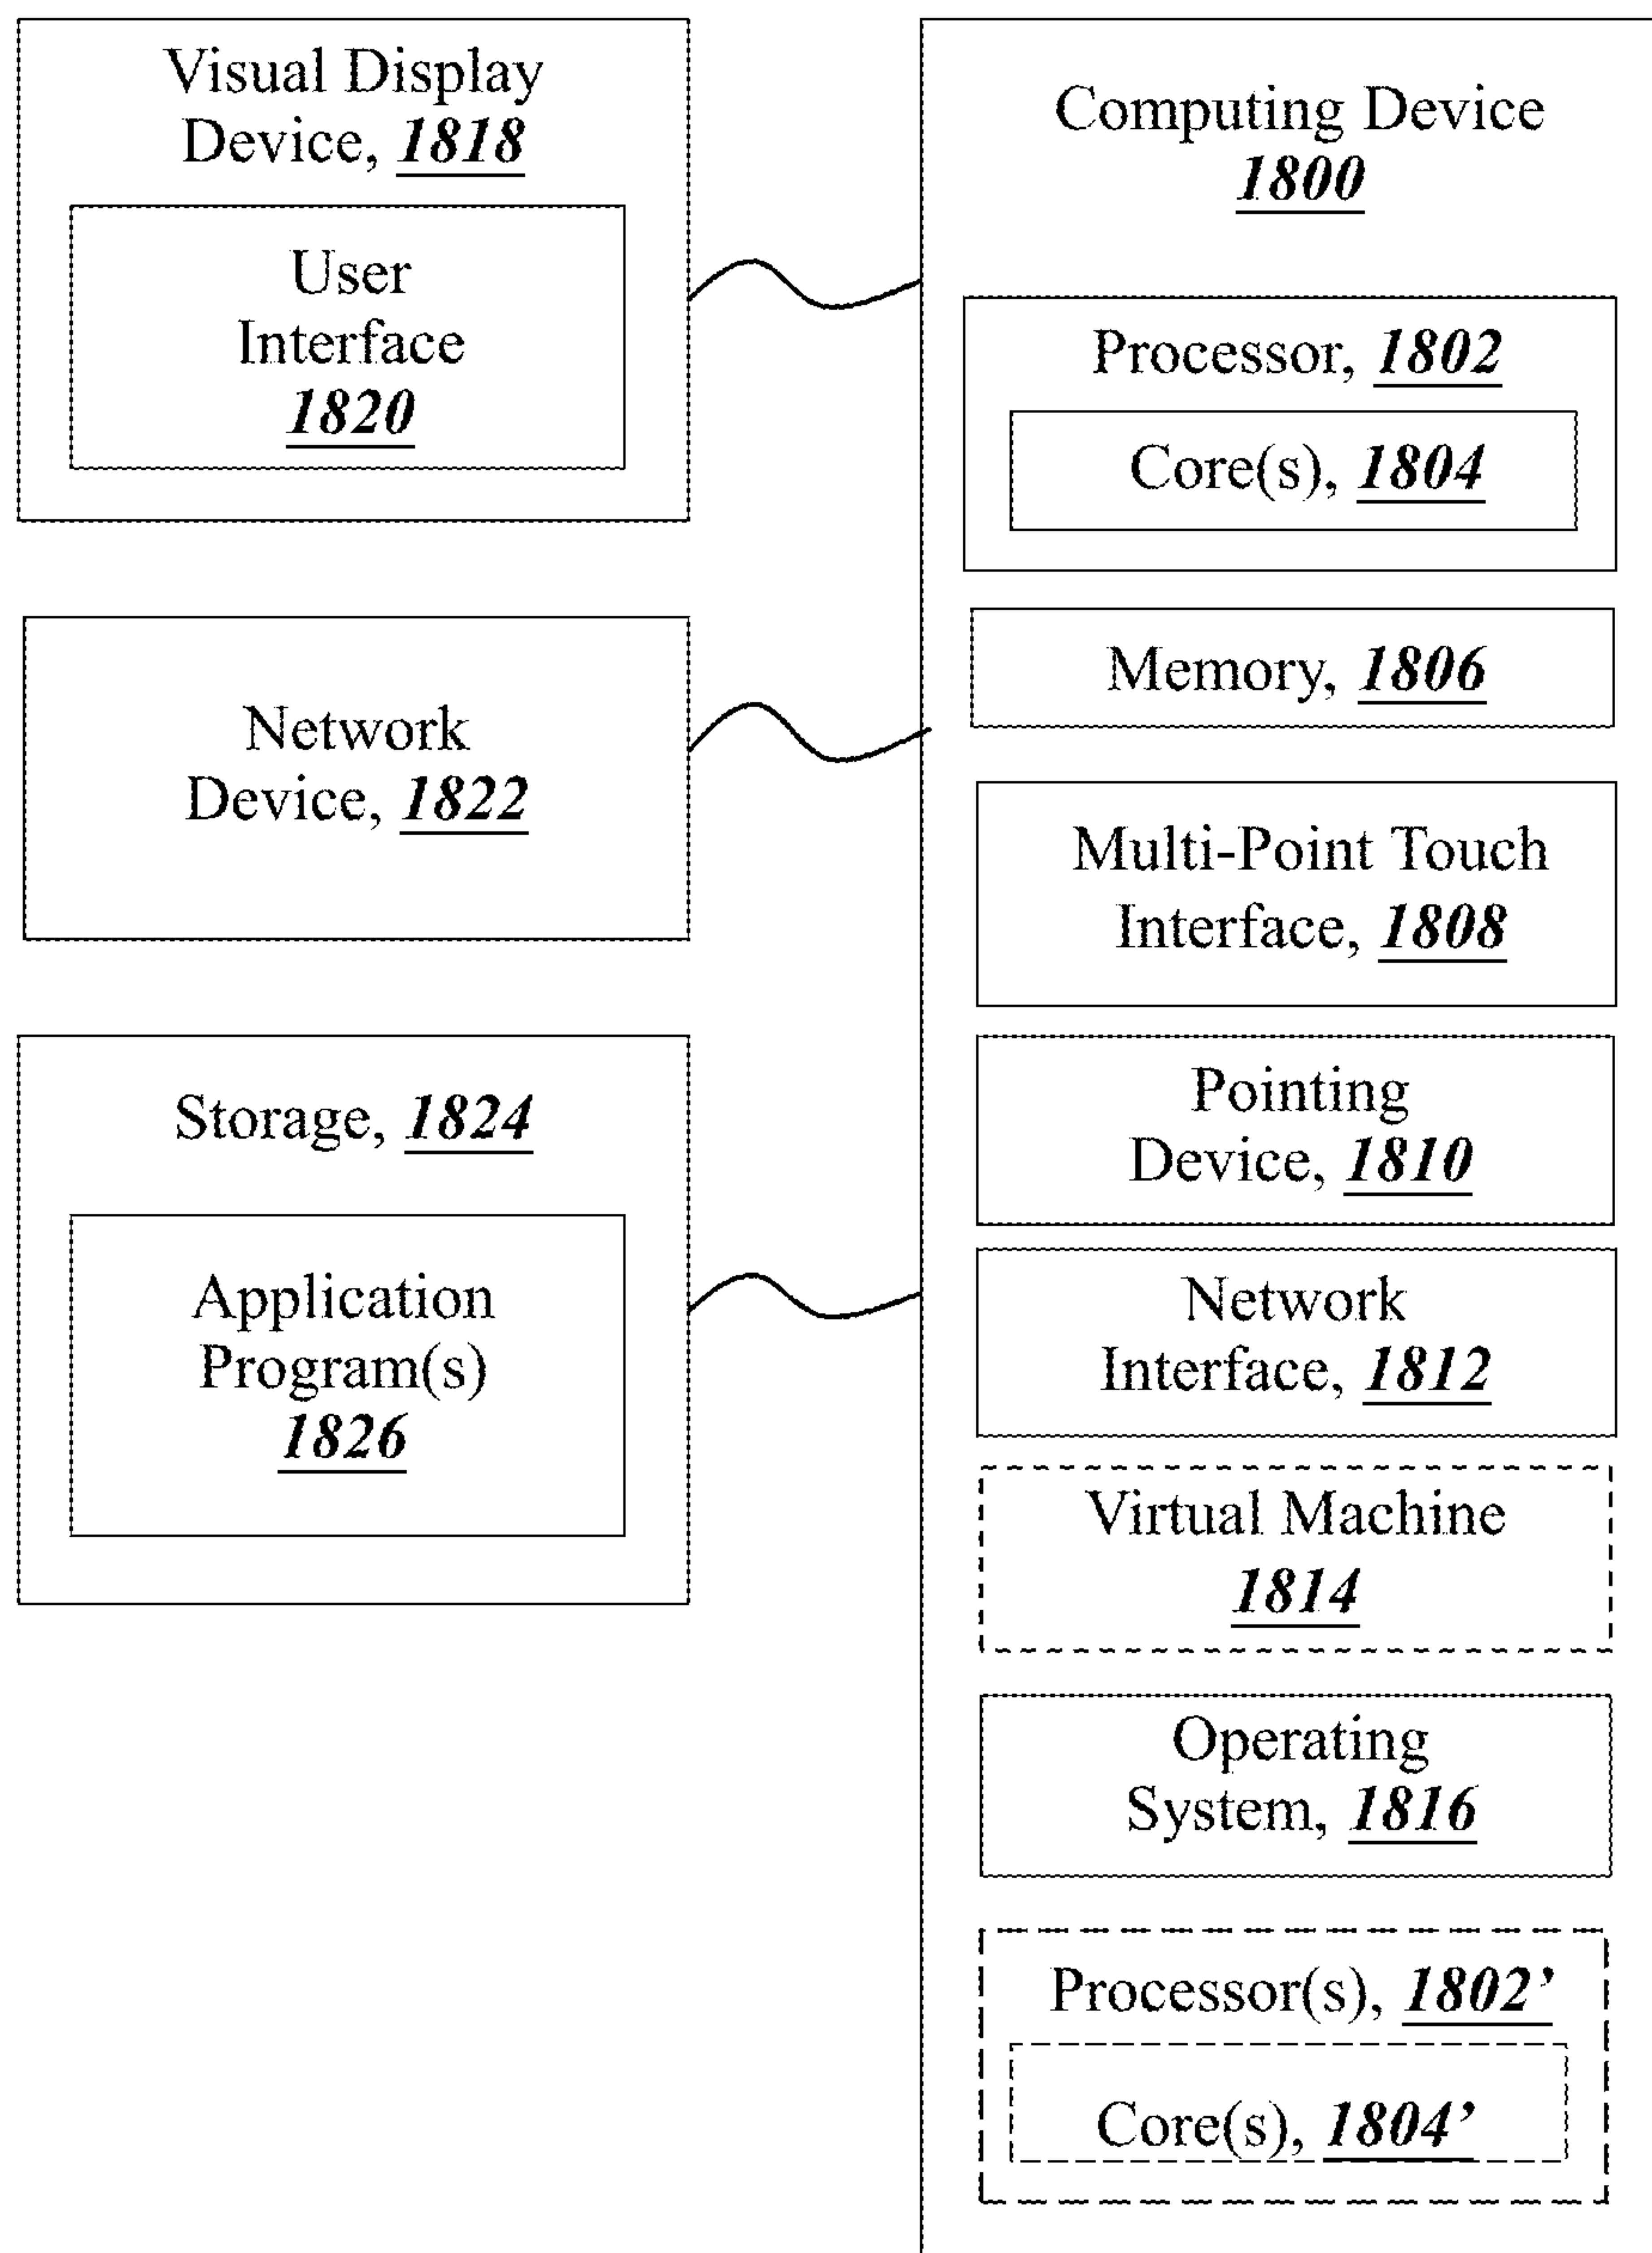 Visual Display
Device, 1818
User
Interface
1820
Network
Device, 1822
Storage, 1824
Application
Program(s)
1826
Computing Device
1800
Processor, 1802
Core(s), 1804
Memory, 1806
Multi-Point Touch
Interface, 1808
Pointing
Device, 1810
Network
Interface, 1812
Virtual Machine
1814
Operating
System, 1816
Processor(s), 1802’
Core(s), 1804’